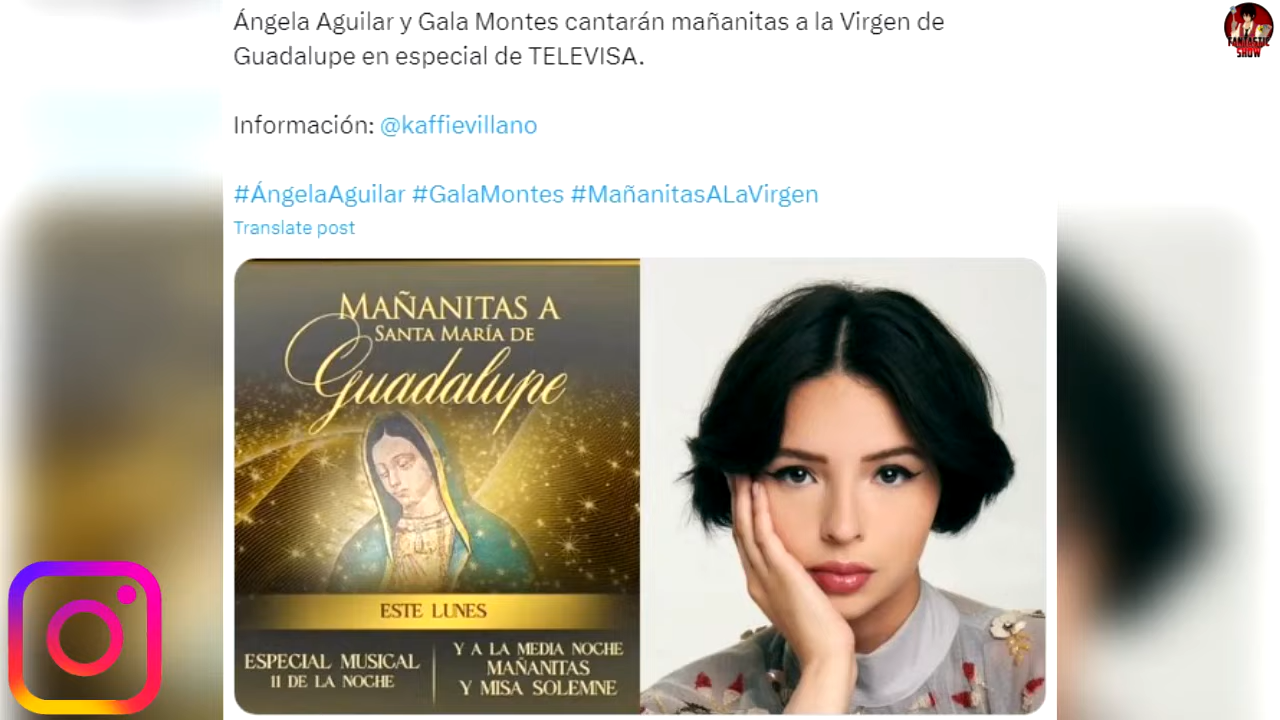 Ángela Aguilar y Gala Montes cantarán mañanitas a la Virgen de
Guadalupe en especial de TELEVISA.
Información: @kaffievillano
#ÁngelaAguilar #GalaMontes #MañanitasALaVirgen
Translate post
MAÑANITAS A
SANTA MARÍA DE
Guadalupe
ESTE LUNES
ESPECIAL MUSICAL
11 DE LA NOCHE
Y A LA MEDIA NOCHE
MAÑANITAS
Y MISA SOLEMNE
FANTASTIC
SHOW